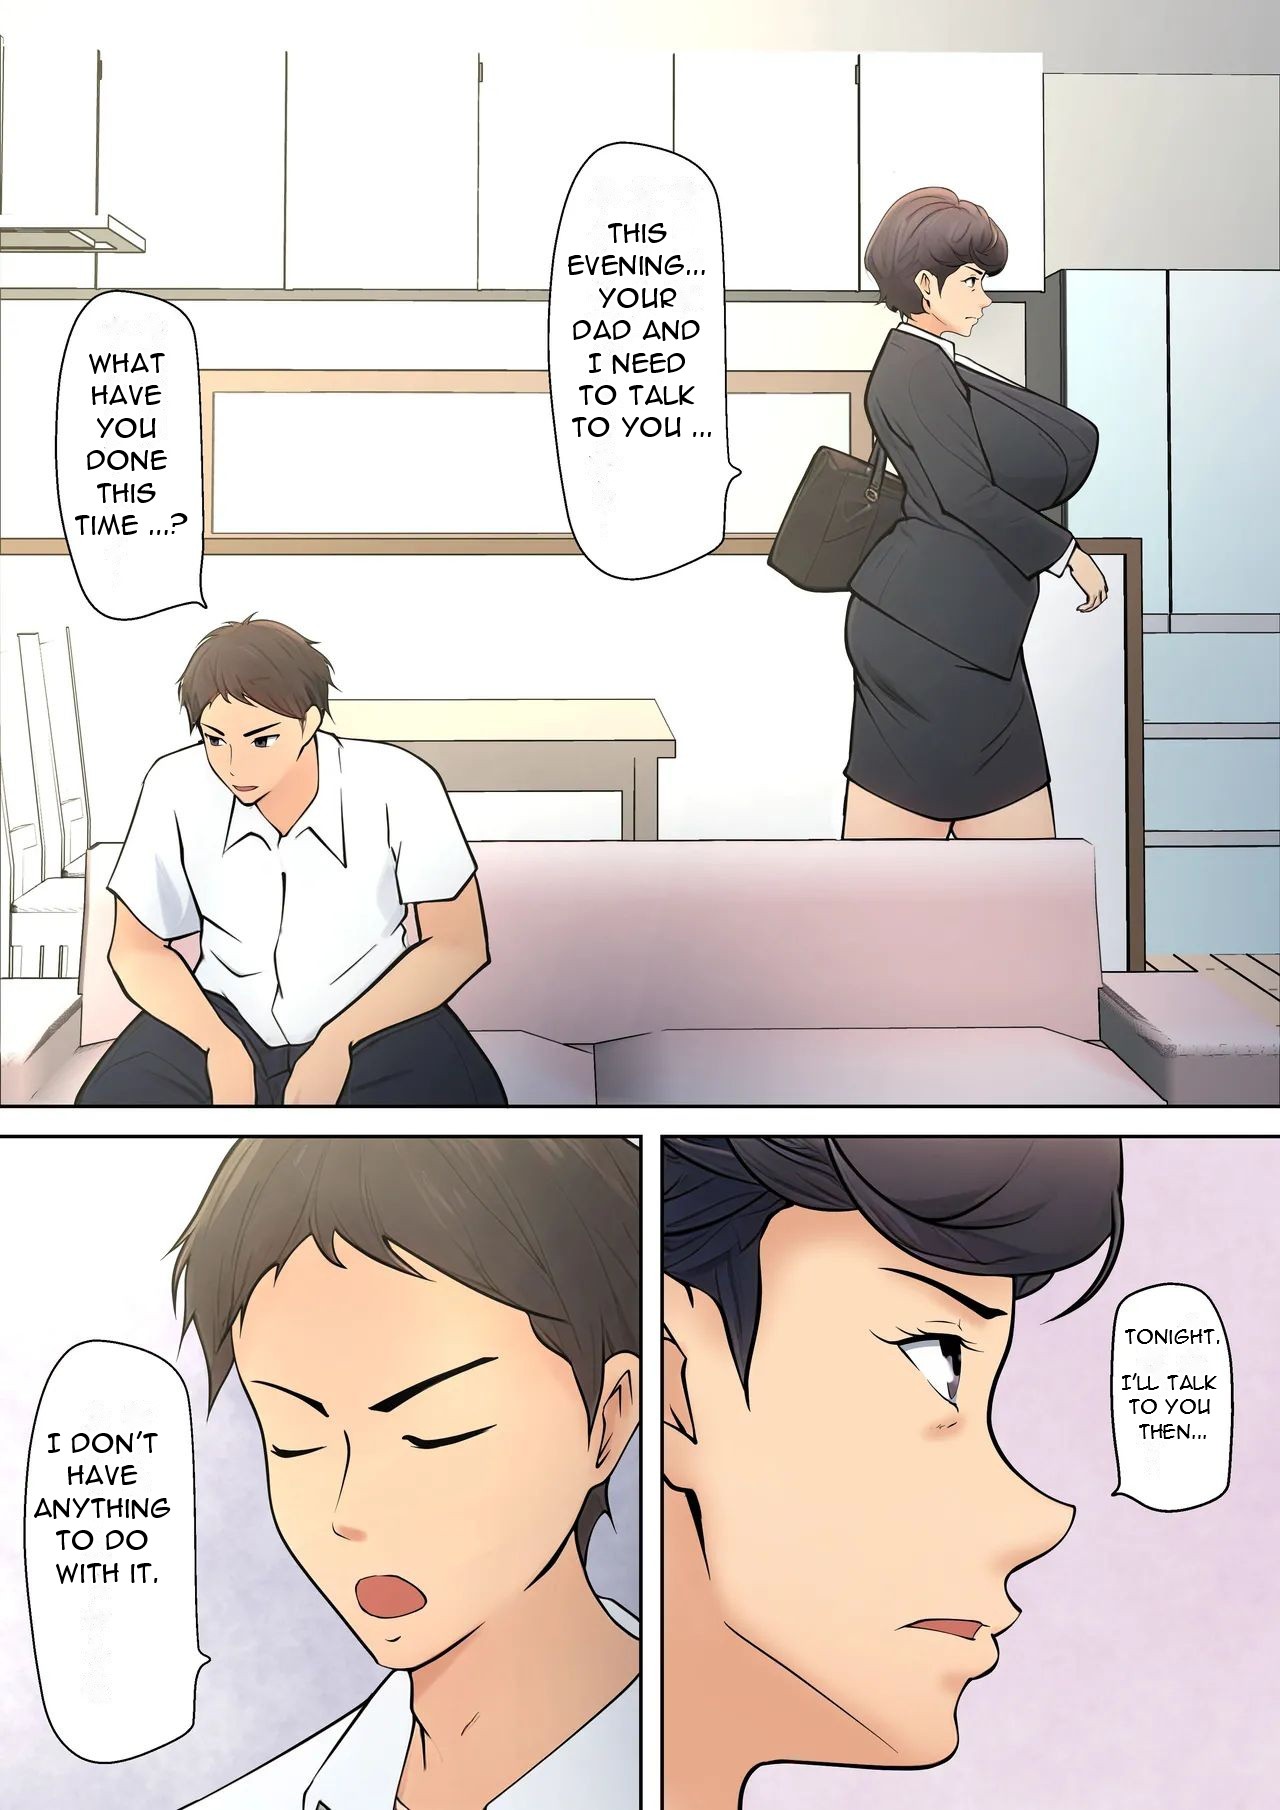 THIS
EVENING...
YOUR
DAD AND
I NEED
TO TALK
TO YOU ...
WHAT
HAVE
YOU
DONE
THIS
TIME ...?
TONIGHT.
I'LL TALK
TO YOU
THEN...
I DON'T
HAVE
ANYTHING
TO DO
WITH IT.